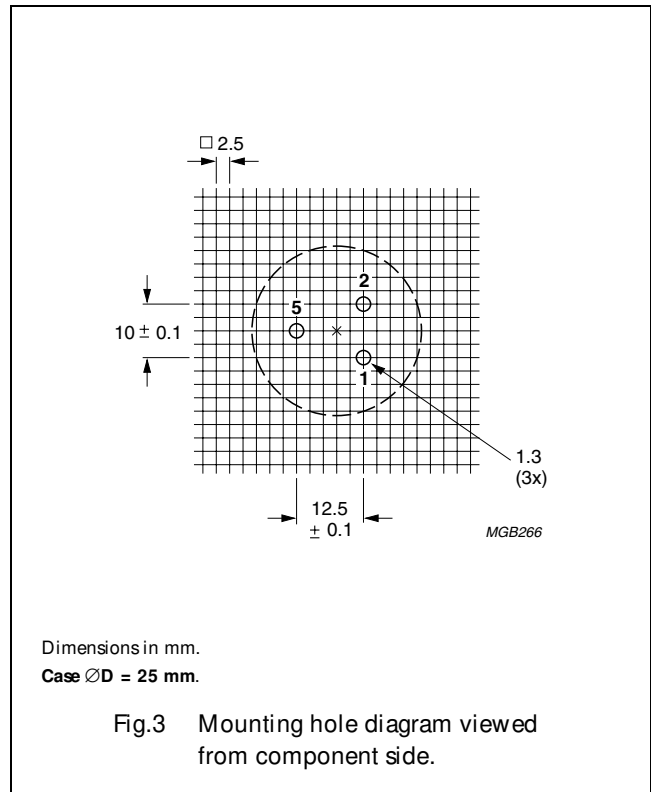 □ 2.5
2
5
10 ± 0.1
1
1.3
(3x)
12.5
± 0.1
MGB266
Dimensions in mm.
Case ∅D = 25 mm.
Fig.3 Mounting hole diagram viewed
from component side.